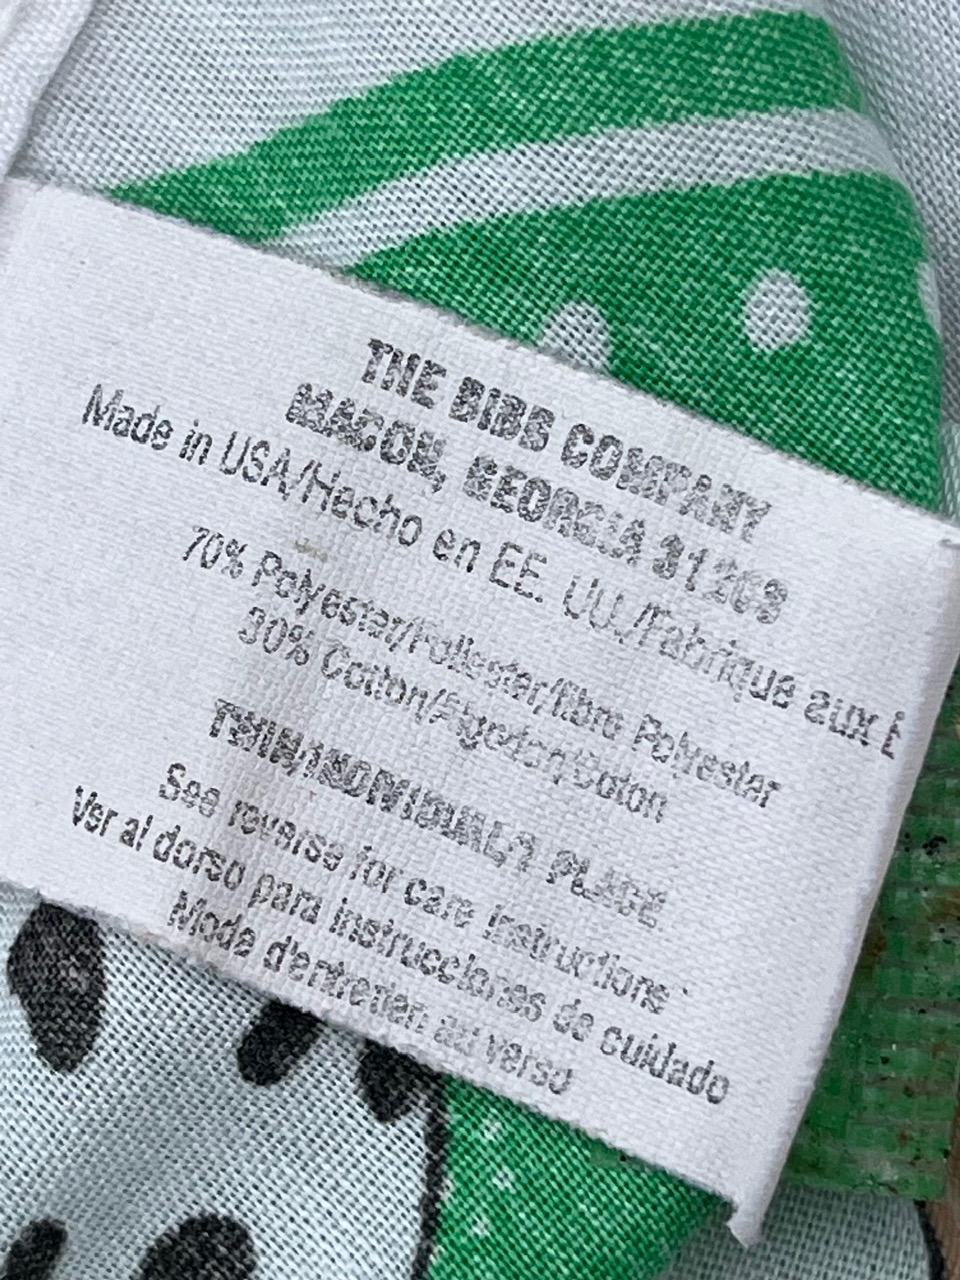 THE BIBB COMPANY
MACON, GEORGIA 31203
Made in USA/Hecho en EE. UU./Fabrique aux É
70% Polyester/Poliester/fibre Polyester
30% Cotton/Algodon/Coton
TWIN/INDIVIDUAL/1 PLACE
See reverse for care instructions
Ver al dorso para instrucciones de cuidado
Mode d'entretien au verso